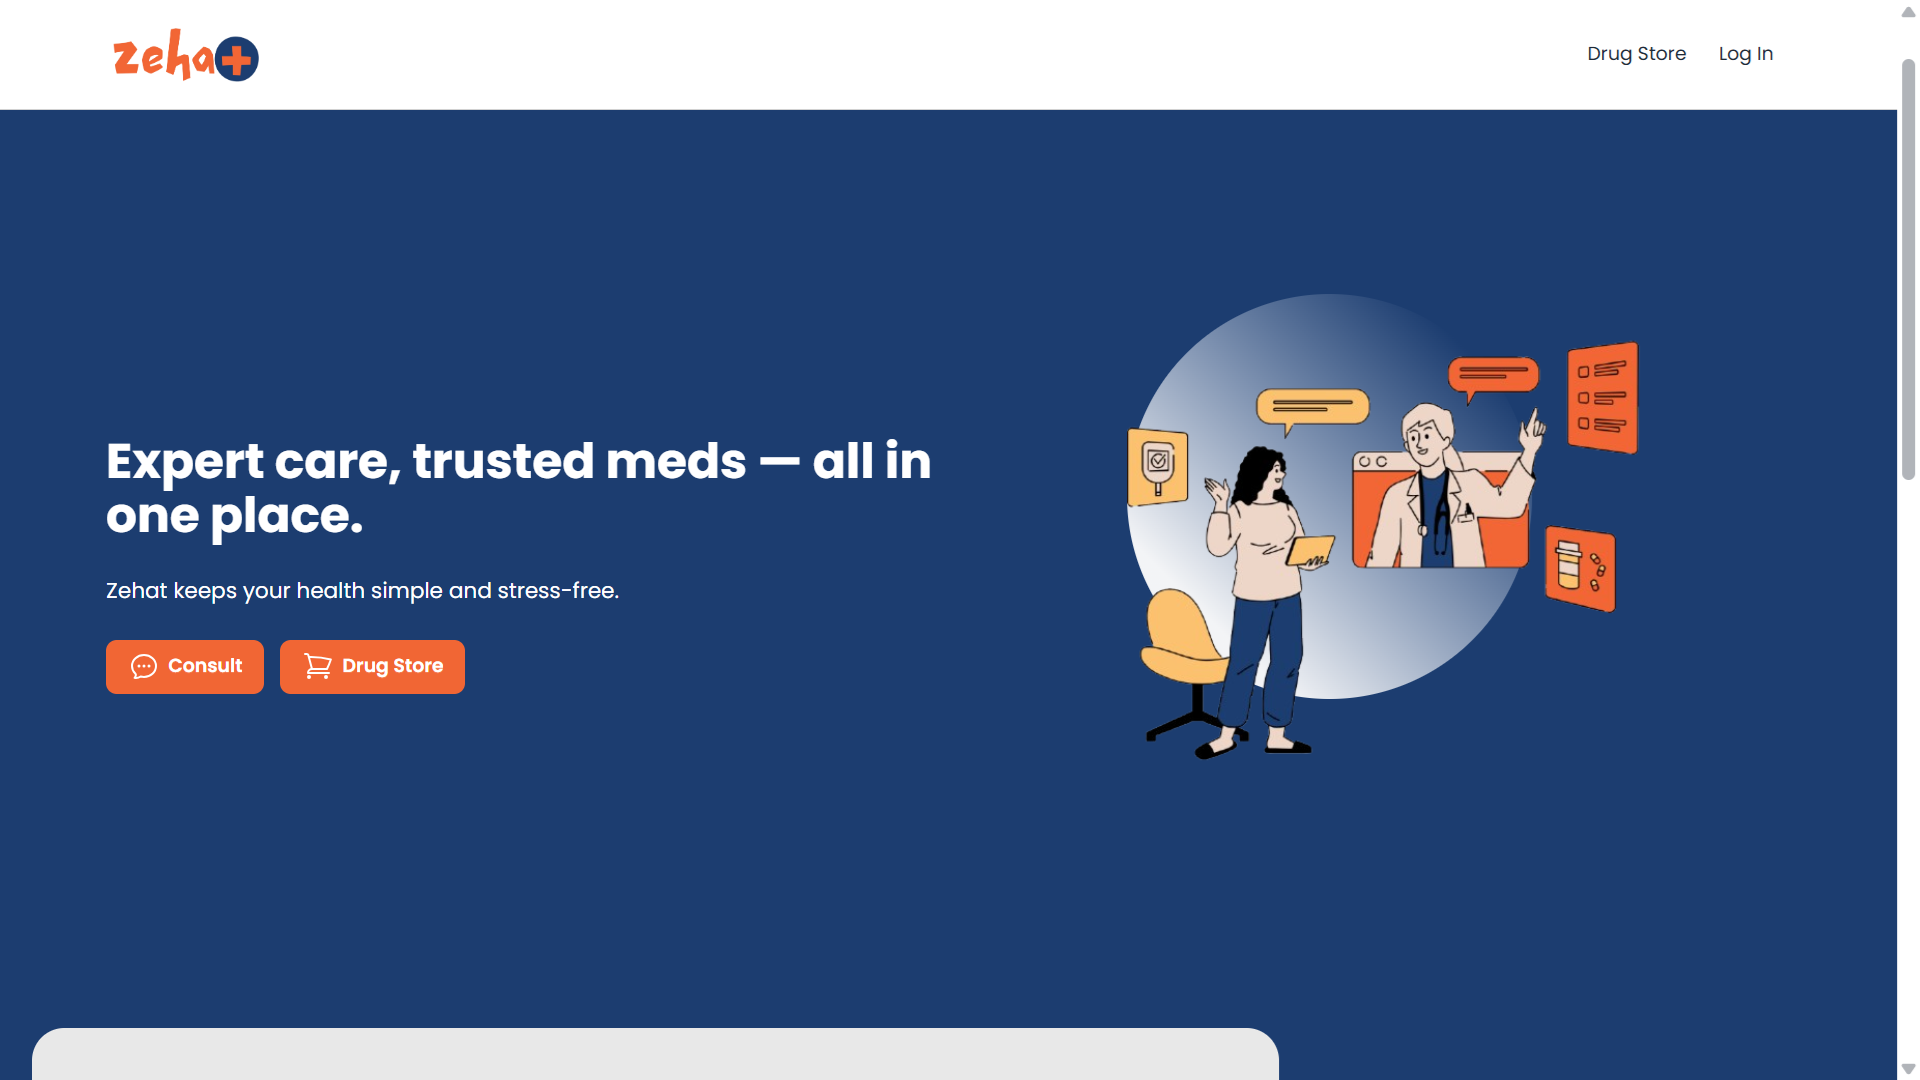 zeha+
Drug Store
Log In
Expert care, trusted meds — all in
one place.
Zehat keeps your health simple and stress-free.
Consult
Drug Store